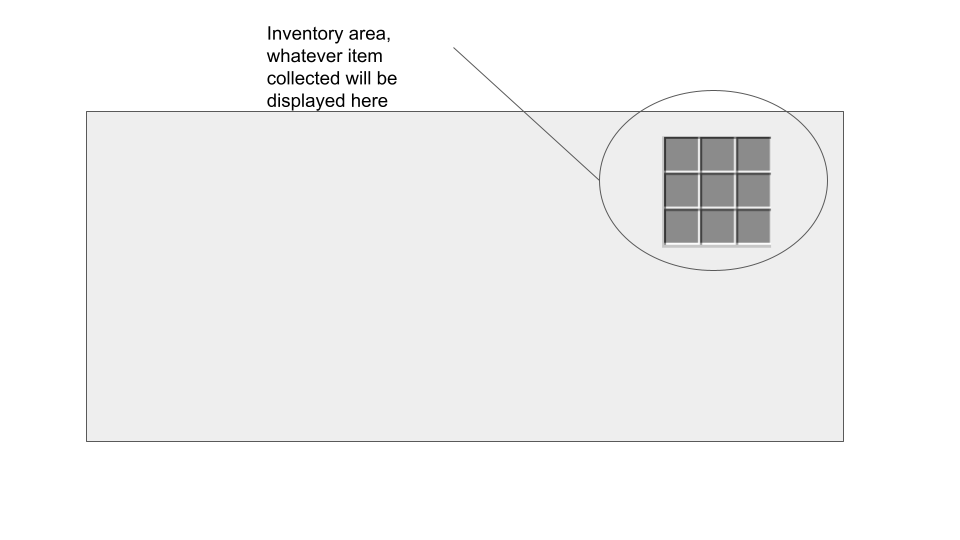 Inventory area,
whatever item
collected will be
displayed here